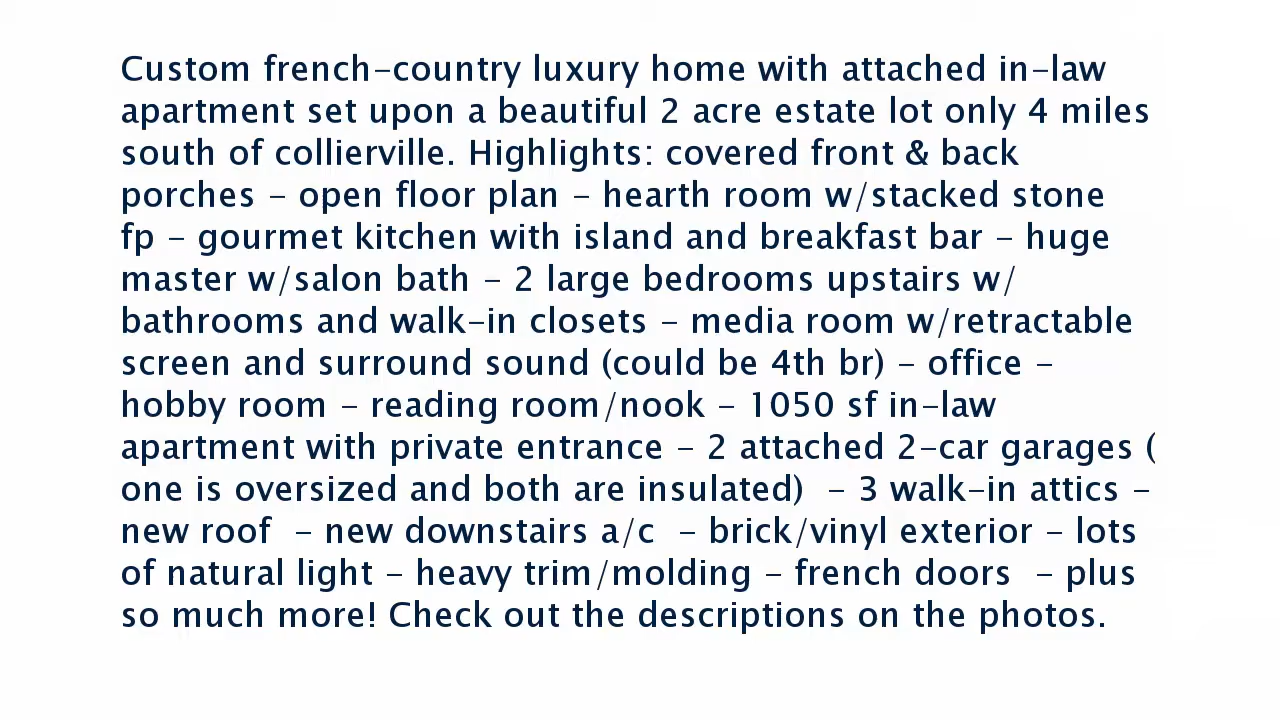 Custom french-country luxury home with attached in-law
apartment set upon a beautiful 2 acre estate lot only 4 miles
south of collierville. Highlights: covered front & back
porches - open floor plan - hearth room w/stacked stone
fp - gourmet kitchen with island and breakfast bar - huge
master w/salon bath - 2 large bedrooms upstairs w/
bathrooms and walk-in closets - media room w/retractable
screen and surround sound (could be 4th br) - office -
hobby room - reading room/nook - 1050 sf in-law
apartment with private entrance - 2 attached 2-car garages (
one is oversized and both are insulated)  - 3 walk-in attics -
new roof  - new downstairs a/c  - brick/vinyl exterior - lots
of natural light - heavy trim/molding - french doors  - plus
so much more! Check out the descriptions on the photos.